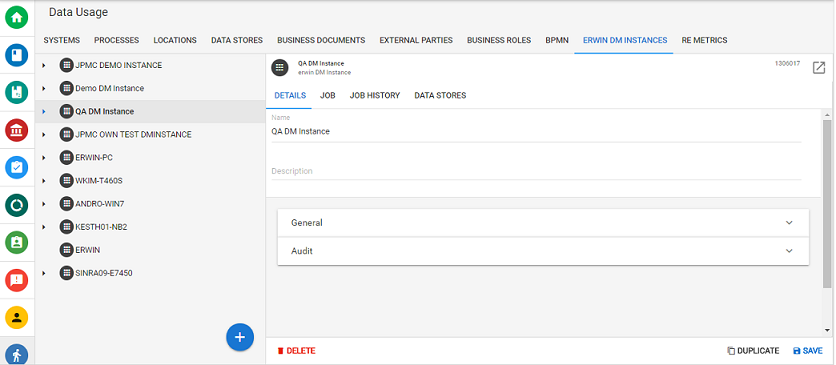 Data Usage
SYSTEMS PROCESSES LOCATIONS DATA STORES BUSINESS DOCUMENTS EXTERNAL PARTIES BUSINESS ROLES BPMN ERWIN DM INSTANCES RE METRICS
JPMC DEMO INSTANCE
Demo DM Instance
QA DM Instance
JPMC OWN TEST DMINSTANCE
ERWIN-PC
WKIM-T460S
ANDRO-WIN7
KESTH01-NB2
ERWIN
SINRA09-E7450
QA DM Instance
erwin DM Instance
1306017
DETAILS JOB JOB HISTORY DATA STORES
Name
QA DM Instance
Description
General
Audit
DELETE DUPLICATE SAVE